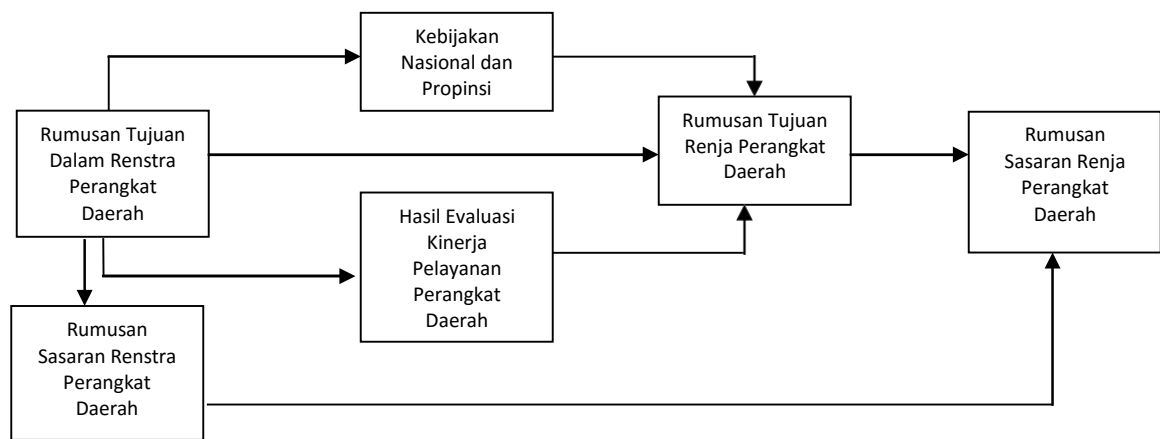 Kebijakan
Nasional dan
Propinsi
Rumusan Tujuan
Dalam Renstra
Perangkat
Daerah
Rumusan Tujuan
Renja Perangkat
Daerah
Rumusan
Sasaran Renja
Perangkat
Daerah
Hasil Evaluasi
Kinerja
Pelayanan
Perangkat
Daerah
Rumusan
Sasaran Renstra
Perangkat
Daerah